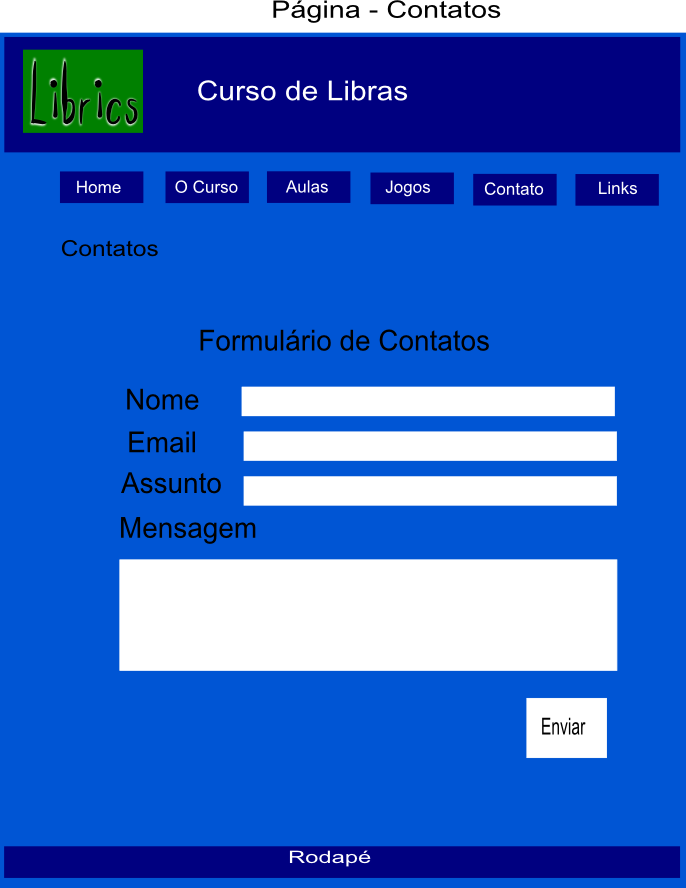 Página - Contatos
Librics
Curso de Libras
Home O Curso Aulas Jogos Contato Links
Contatos
Formulário de Contatos
Nome
Email
Assunto
Mensagem
Enviar
Rodapé